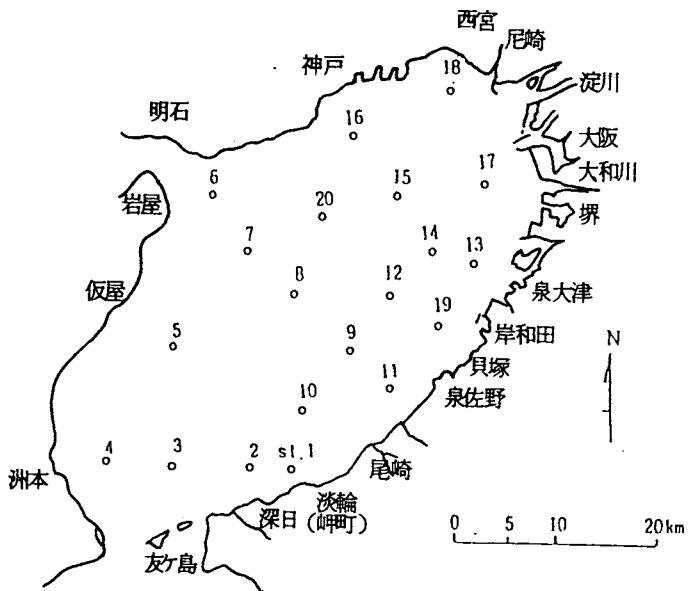 西宮
尼崎
神戸
18
淀川
明石
16
大阪
大和川
6
15
17
岩屋
20
堺
7
14
13
仮屋
8
12
泉大津
19
5
岸和田
N
9
貝塚
11
泉佐野
10
4
3
2
st.1
尾崎
洲本
淡輪
深日
(岬町)
友ケ島
0
5
10
20km